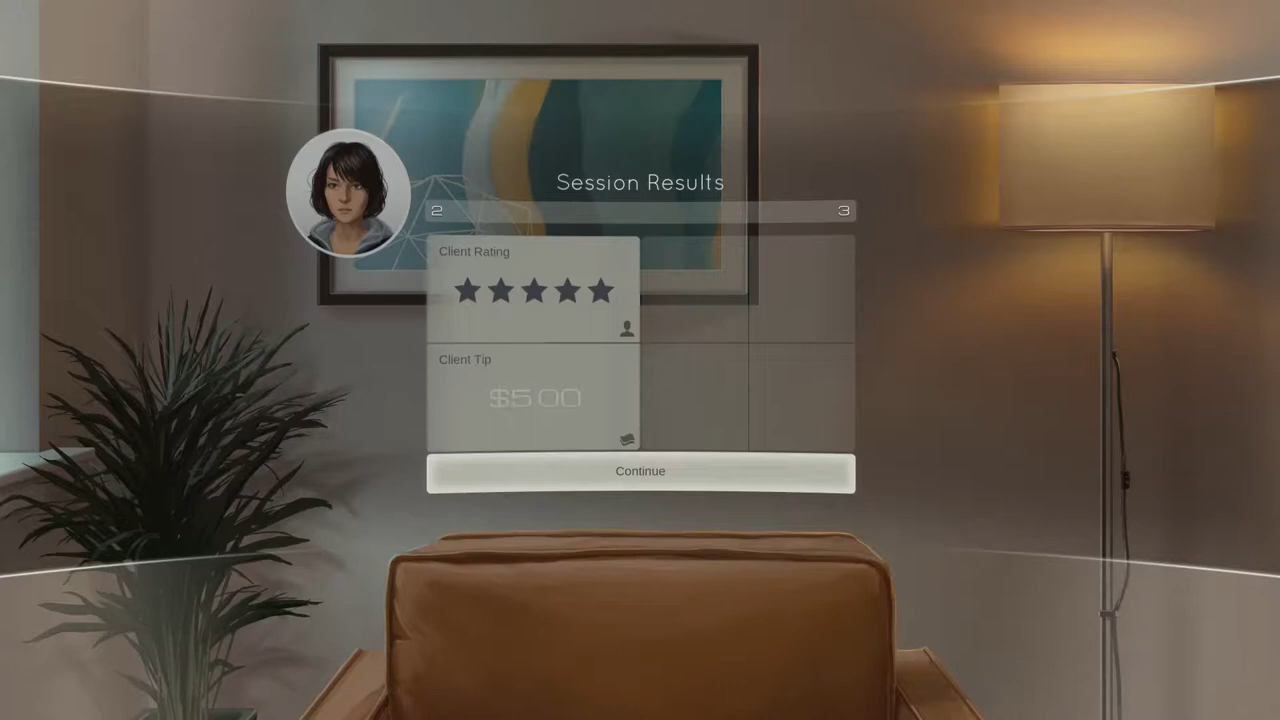 Session Results
2 3
Client Rating
Client Tip
$5.00
Continue